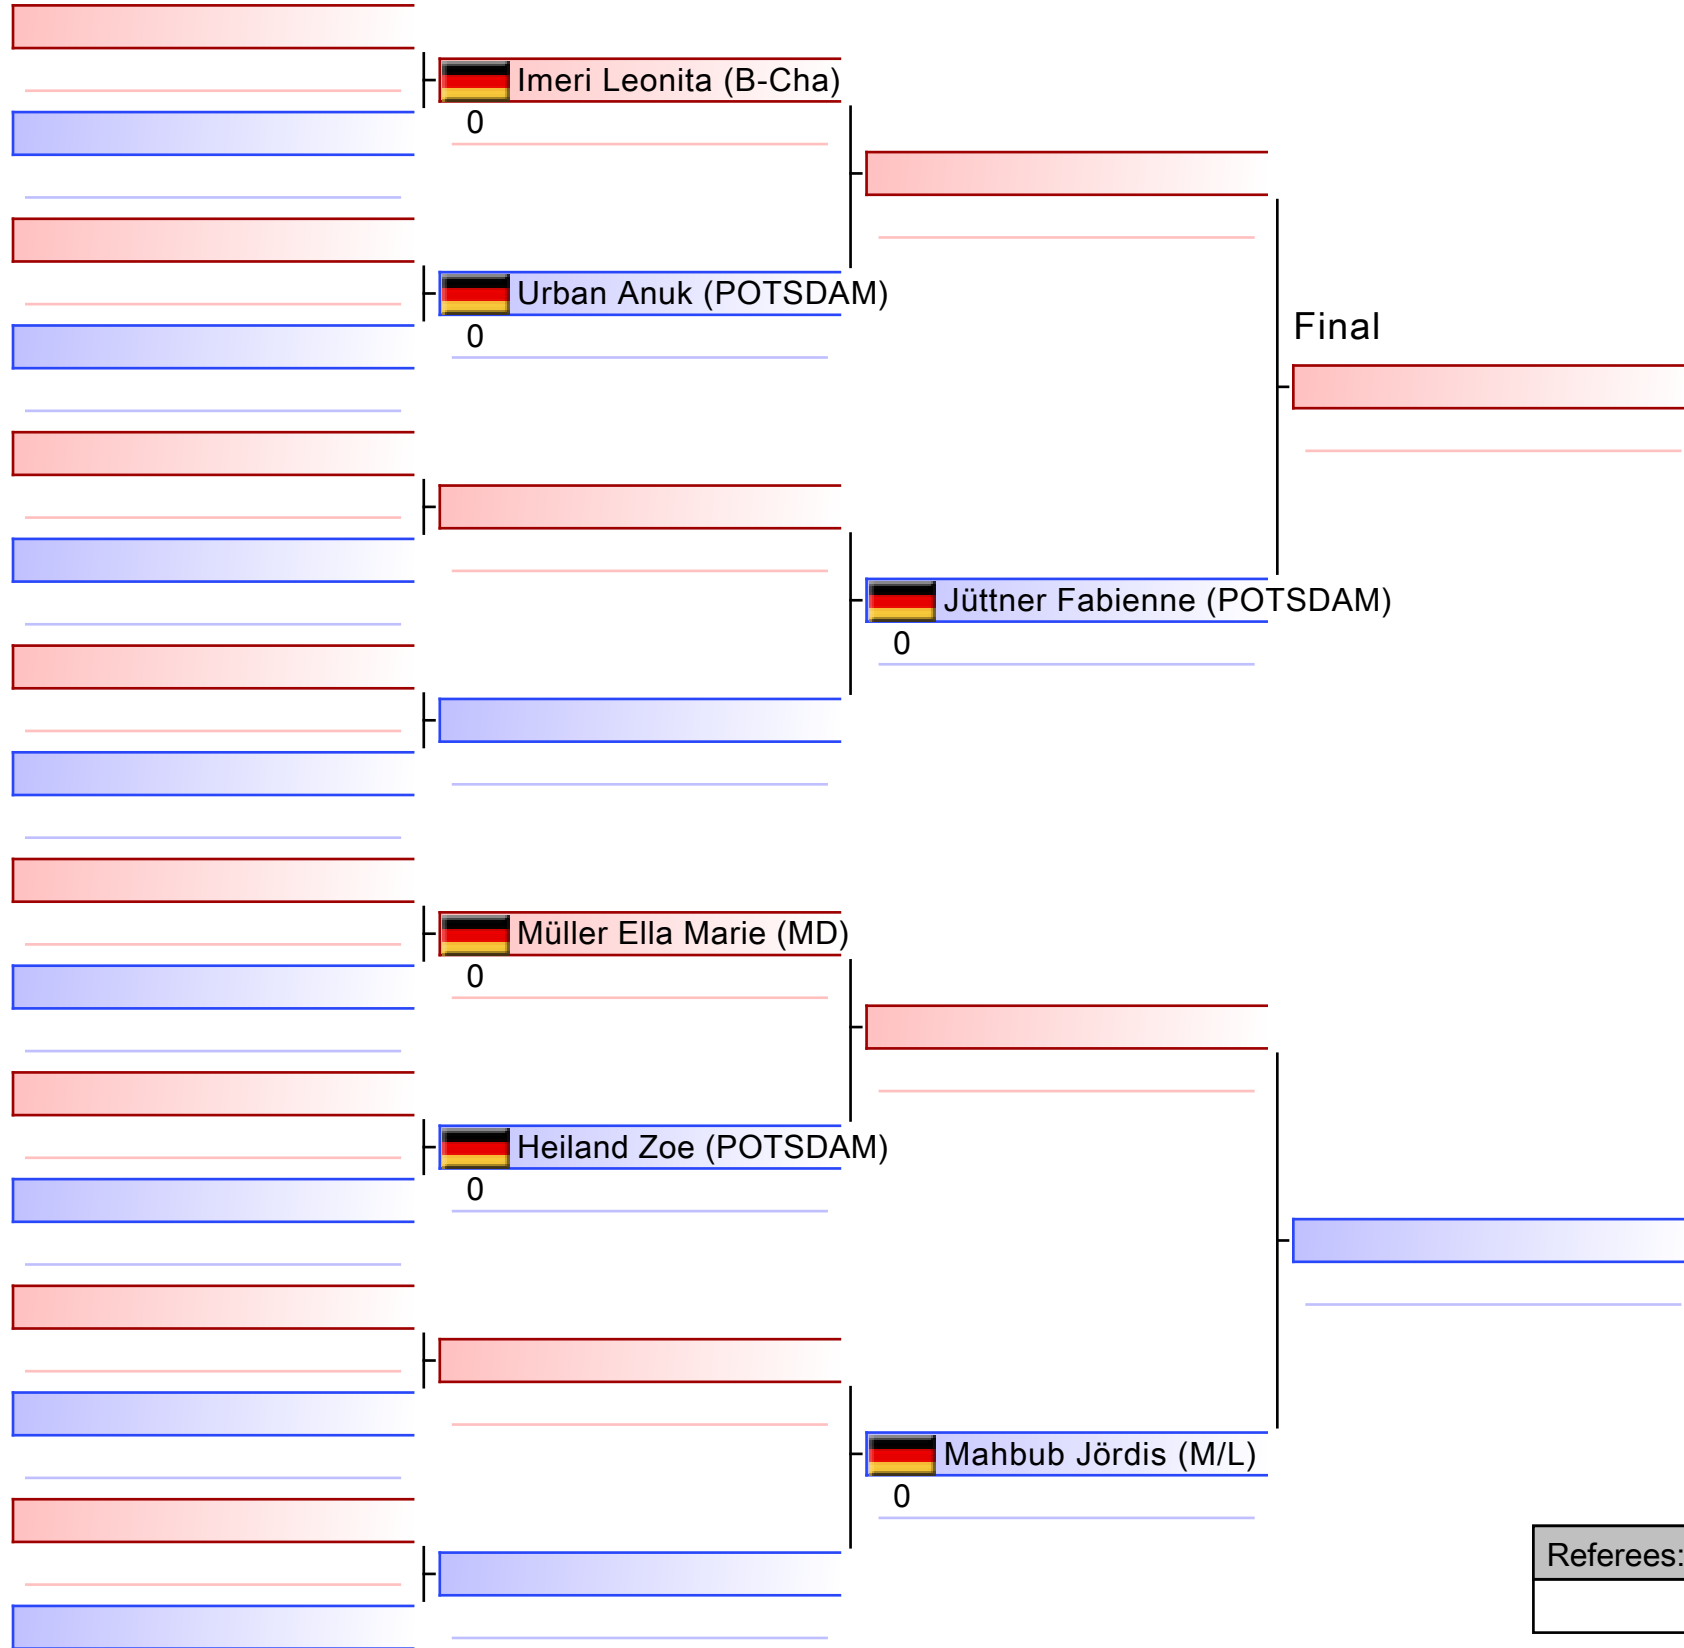 Imeri Leonita (B-Cha)
0
Urban Anuk (POTSDAM)
0
Final
Jüttner Fabienne (POTSDAM)
0
Müller Ella Marie (MD)
0
Heiland Zoe (POTSDAM)
0
Mahbub Jördis (M/L)
0
Referees: